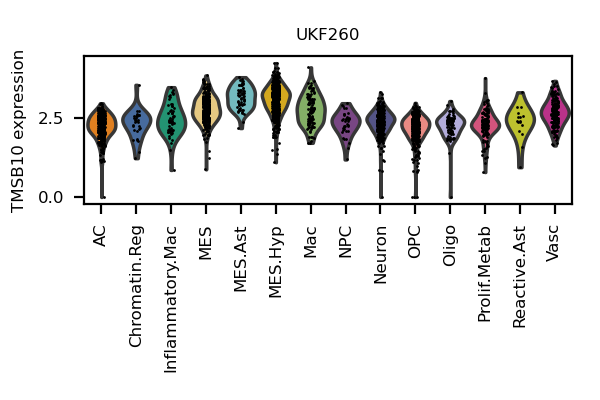 UKF260
TMSB10 expression
2.5
0.0
AC
Chromatin.Reg
Inflammatory.Mac
MES
MES.Ast
MES.Hyp
Mac
NPC
Neuron
OPC
Oligo
Prolif.Metab
Reactive.Ast
Vasc